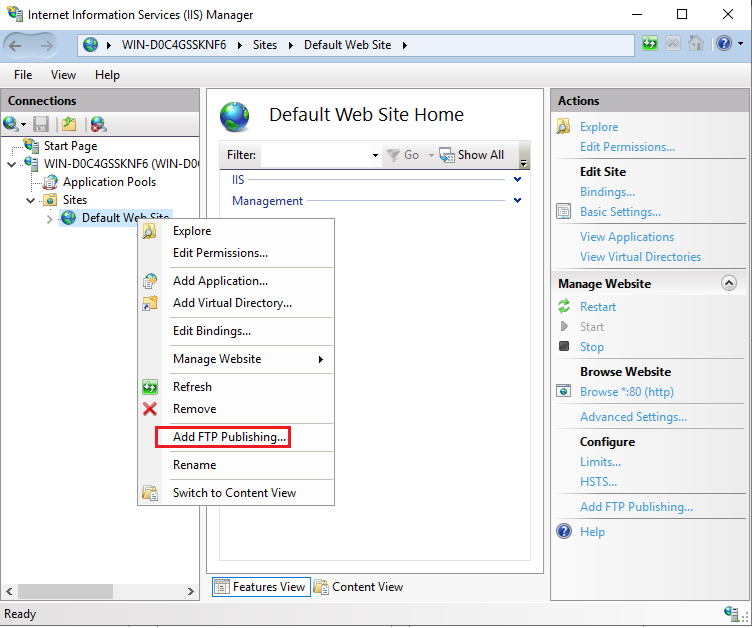 Internet Information Services (IIS) Manager
WIN-D0C4GSSKNF6 Sites Default Web Site
File View Help
Connections
Start Page
WIN-D0C4GSSKNF6 (WIN-D0
Application Pools
Sites
Default Web Site
Explore
Edit Permissions...
Add Application...
Add Virtual Directory...
Edit Bindings...
Manage Website
Refresh
Remove
Add FTP Publishing...
Rename
Switch to Content View
Default Web Site Home
Filter: Go Show All
IIS
Management
Features View Content View
Actions
Explore
Edit Permissions...
Edit Site
Bindings...
Basic Settings...
View Applications
View Virtual Directories
Manage Website
Restart
Start
Stop
Browse Website
Browse *:80 (http)
Advanced Settings...
Configure
Limits...
HSTS...
Add FTP Publishing...
Help
Ready